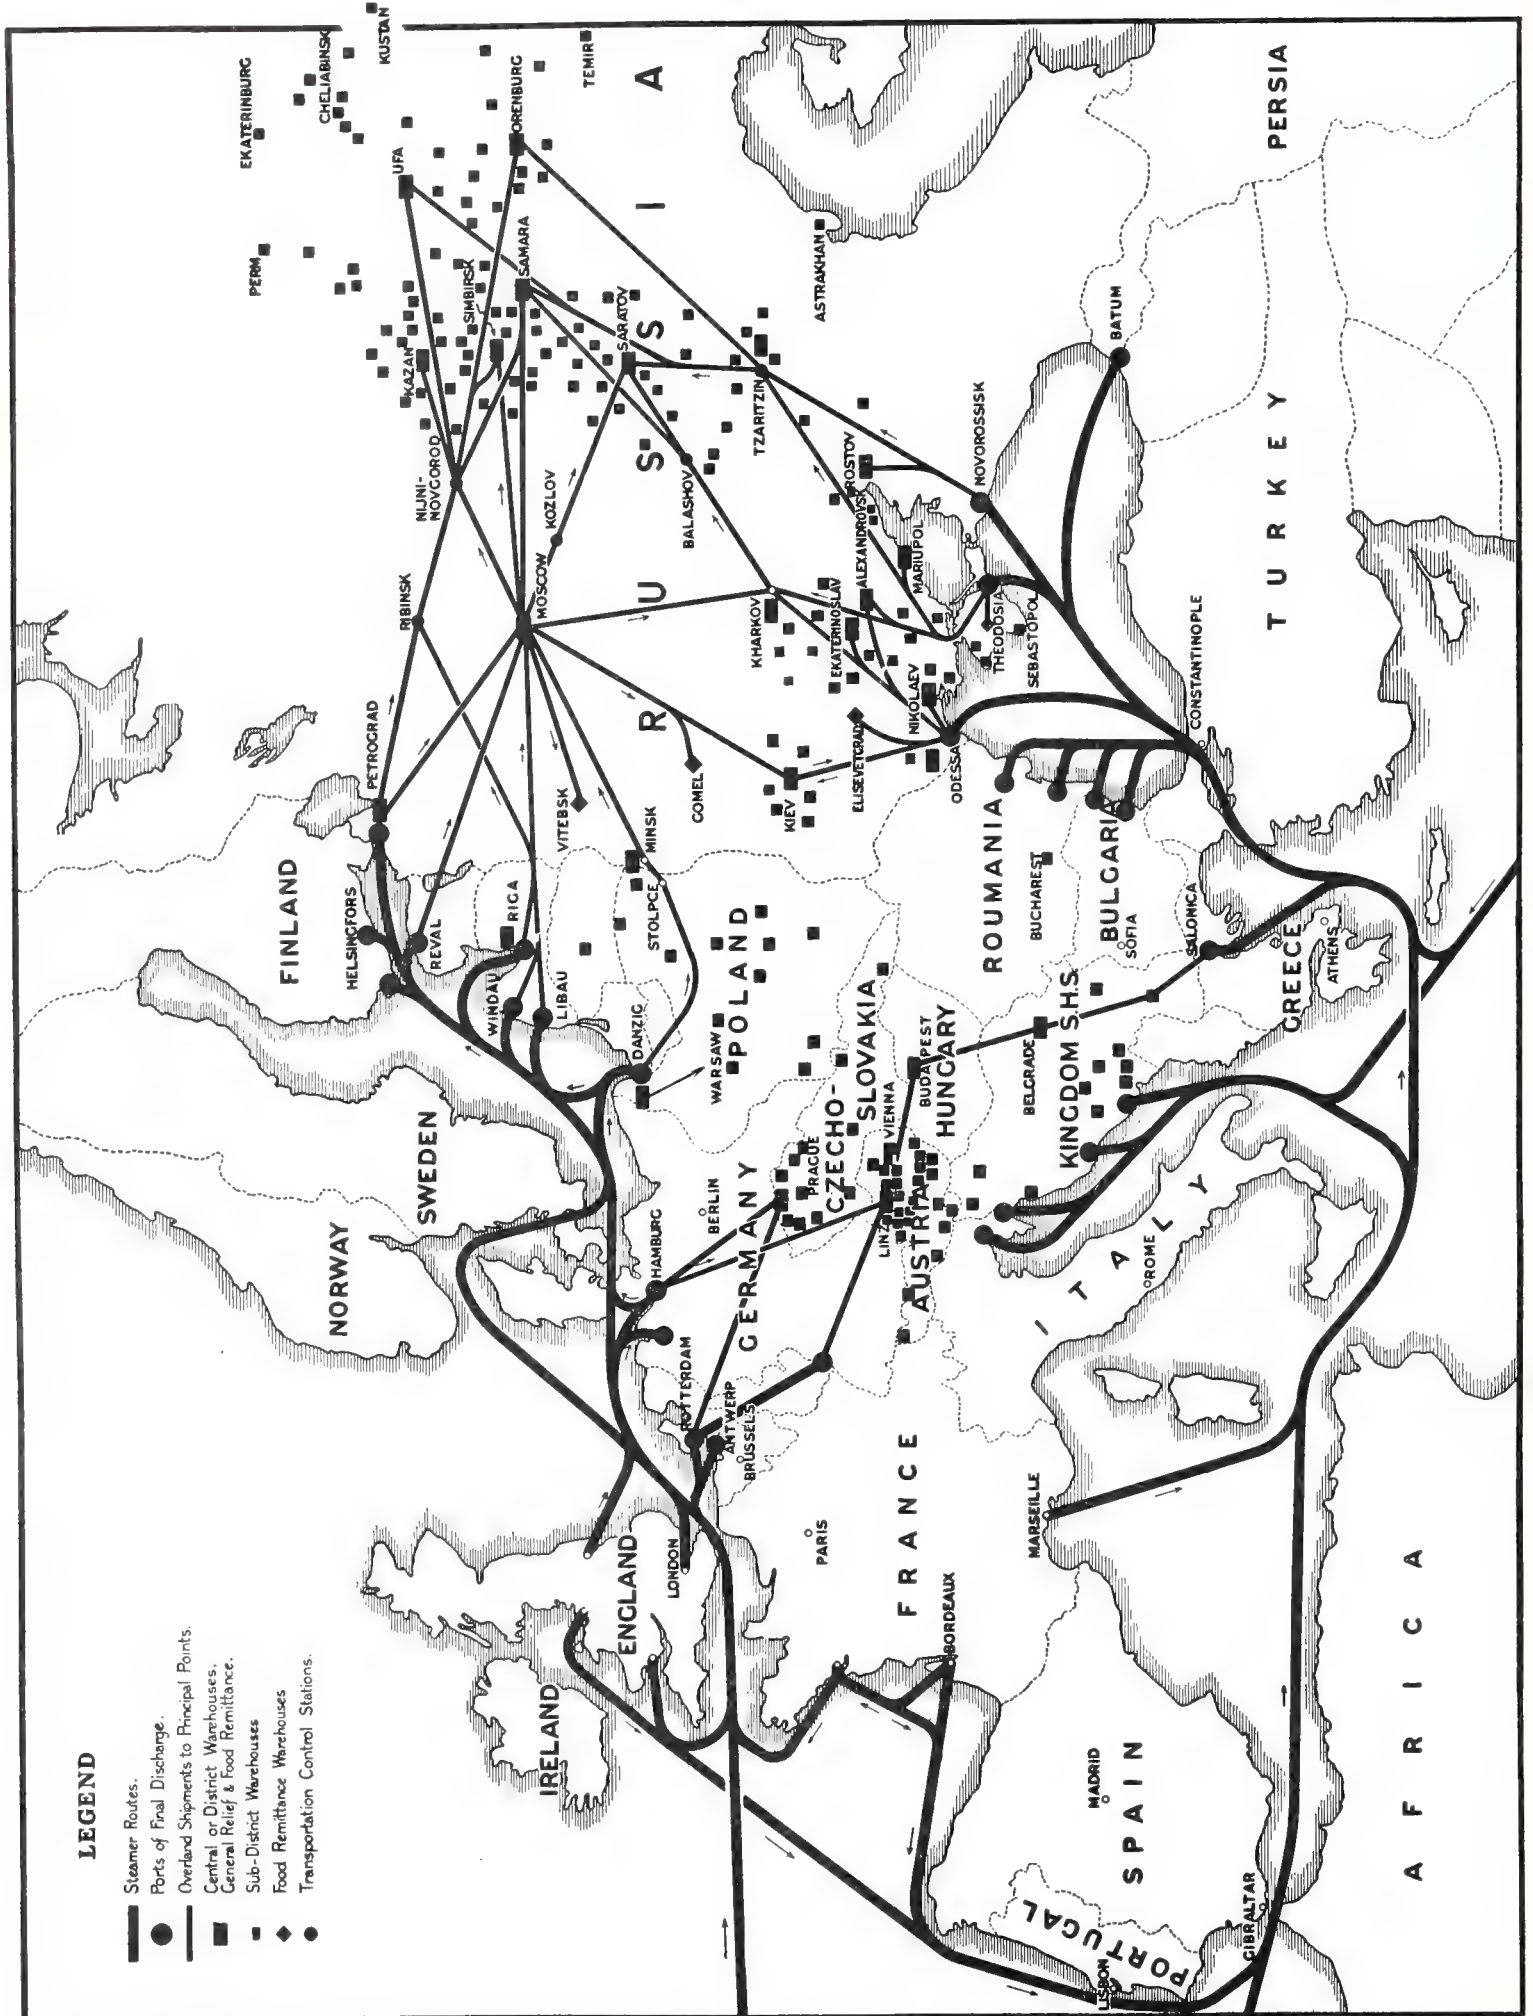 LEGEND
Steamer Routes.
Ports of Final Discharge.
Overland Shipments to Principal Points.
Central or District Warehouses.
General Relief & Food Remittance.
Sub-District Warehouses
Food Remittance Warehouses
Transportation Control Stations.
IRELAND
ENGLAND
LONDON
NORWAY
SWEDEN
FINLAND
HELSINGFORS
REVAL
PETROGRAD
RIBINSK
NIJNI-
NOVGOROD
KAZAN
UFA
PERM
EKATERINBURG
CHELIABINSK
KUSTAN
SIMBIRSK
SAMARA
ORENBURG
TEMIR
WINDAU
RIGA
LIBAU
DANZIG
VITEBSK
MOSCOW
KOZLOV
SARATOV
MINSK
STOLPCE
GOMEL
RUSSIA
BALASHOV
TZARITZIN
ASTRAKHAN
HAMBURG
BERLIN
WARSAW
POLAND
ROTTERDAM
ANTWERP
BRUSSELS
GERMANY
PRAGUE
CZECHO-
SLOVAKIA
KIEV
KHARKOV
EKATERINOSLAV
ALEXANDROVSK
ROSTOV
MARIUPOL
ELISEVETGRAD
NIKOLAEV
ODESSA
THEODOSIA
SEBASTOPOL
NOVOROSSISK
BATUM
PARIS
FRANCE
BORDEAUX
MARSEILLE
LINZ
VIENNA
AUSTRIA
BUDAPEST
HUNGARY
ROUMANIA
BUCHAREST
BELGRADE
KINGDOM S.H.S.
BULGARIA
SOFIA
SALONICA
CONSTANTINOPLE
TURKEY
PERSIA
ITALY
ROME
GREECE
ATHENS
MADRID
SPAIN
PORTUGAL
LISBON
GIBRALTAR
AFRICA